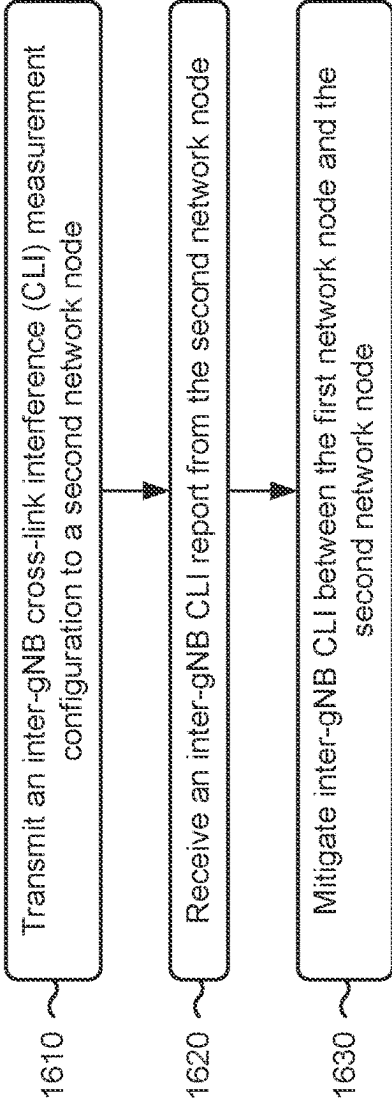 1610
Transmit an inter-gNB cross-link interference (CLI) measurement
configuration to a second network node
1620
Receive an inter-gNB CLI report from the second network node
1630
Mitigate inter-gNB CLI between the first network node and the
second network node